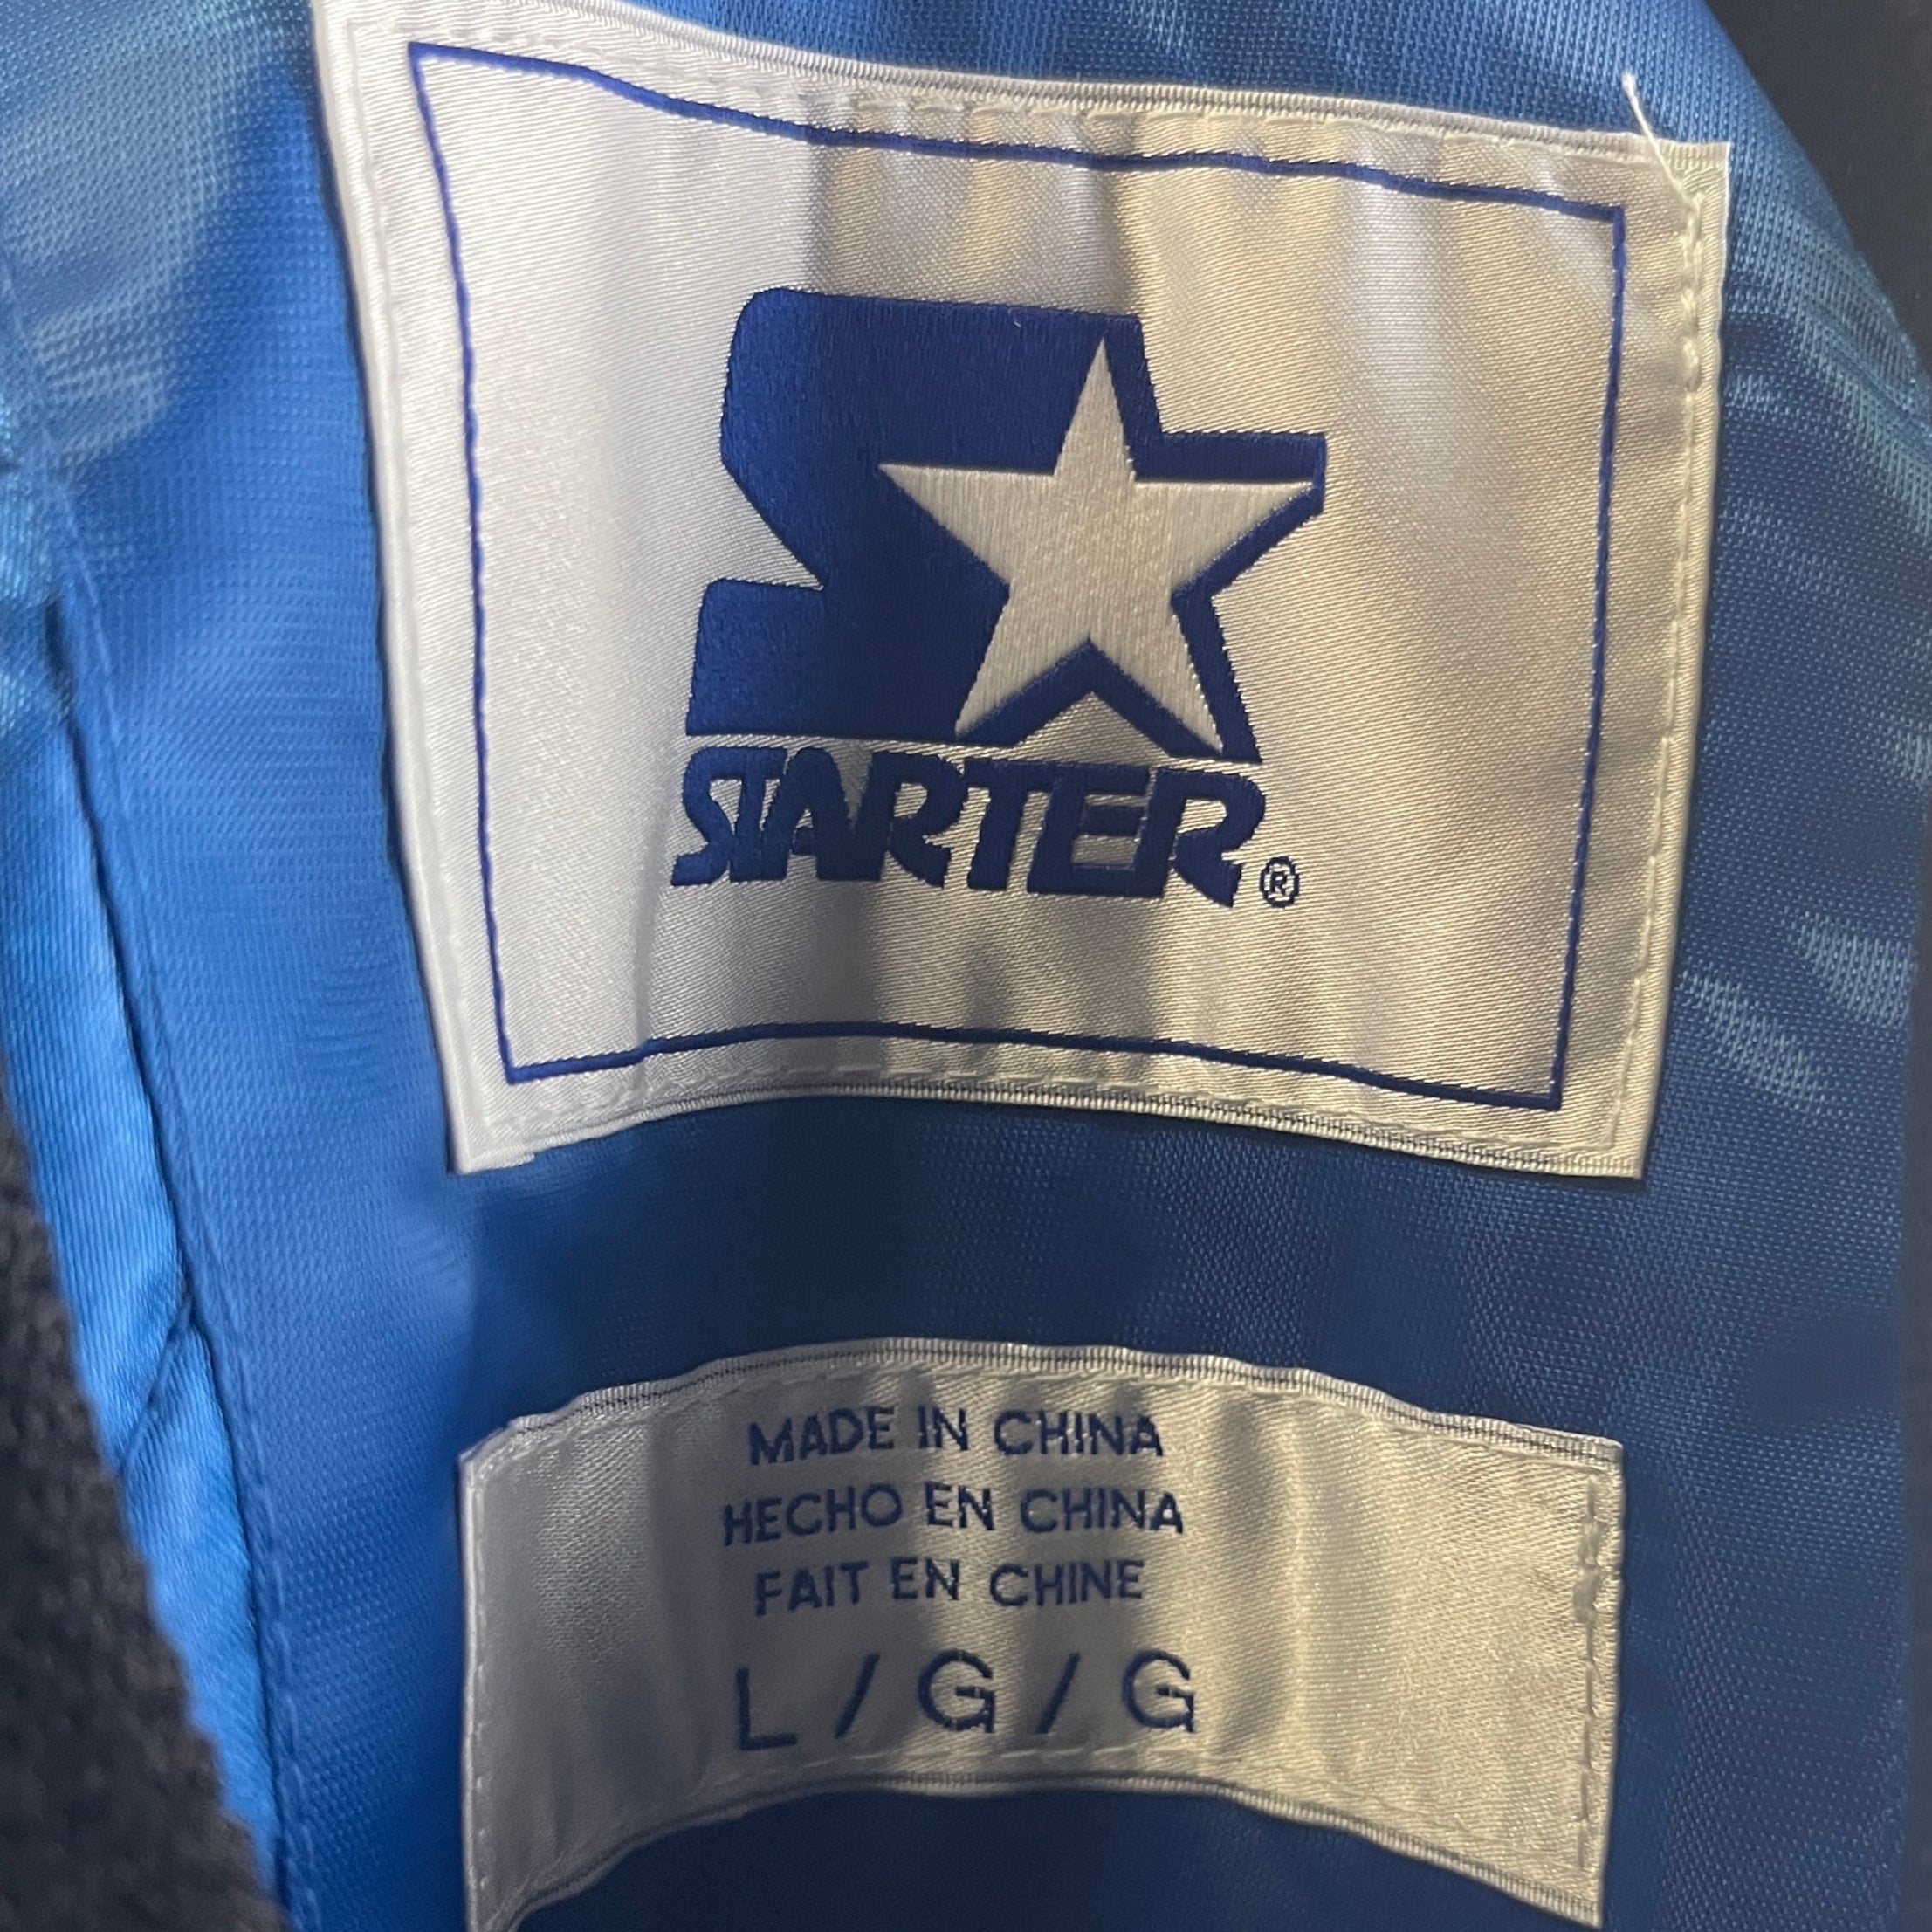 STARTER®
MADE IN CHINA
HECHO EN CHINA
FAIT EN CHINE
L / G / G